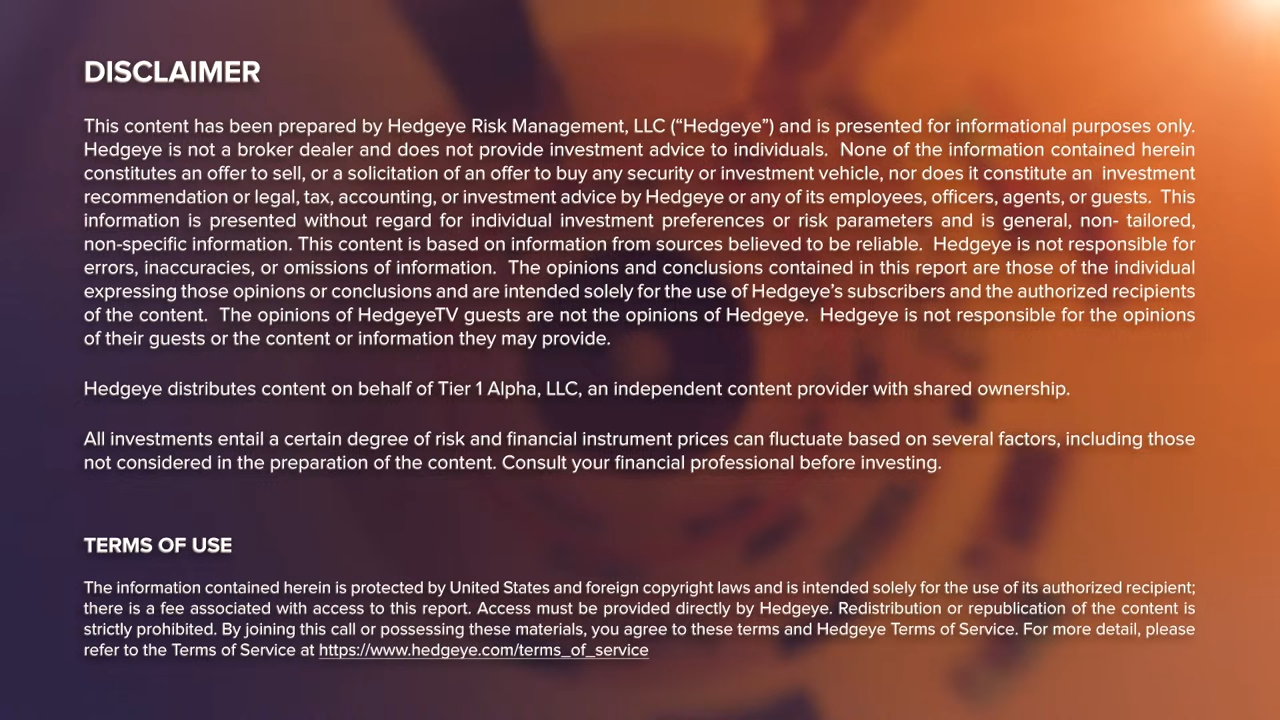 DISCLAIMER
This content has been prepared by Hedgeye Risk Management, LLC (“Hedgeye”) and is presented for informational purposes only.
Hedgeye is not a broker dealer and does not provide investment advice to individuals.  None of the information contained herein
constitutes an offer to sell, or a solicitation of an offer to buy any security or investment vehicle, nor does it constitute an  investment
recommendation or legal, tax, accounting, or investment advice by Hedgeye or any of its employees, officers, agents, or guests.  This
information is presented without regard for individual investment preferences or risk parameters and is general, non- tailored,
non-specific information. This content is based on information from sources believed to be reliable.  Hedgeye is not responsible for
errors, inaccuracies, or omissions of information.  The opinions and conclusions contained in this report are those of the individual
expressing those opinions or conclusions and are intended solely for the use of Hedgeye’s subscribers and the authorized recipients
of the content.  The opinions of HedgeyeTV guests are not the opinions of Hedgeye.  Hedgeye is not responsible for the opinions
of their guests or the content or information they may provide.
Hedgeye distributes content on behalf of Tier 1 Alpha, LLC, an independent content provider with shared ownership.
All investments entail a certain degree of risk and financial instrument prices can fluctuate based on several factors, including those
not considered in the preparation of the content. Consult your financial professional before investing.
TERMS OF USE
The information contained herein is protected by United States and foreign copyright laws and is intended solely for the use of its authorized recipient;
there is a fee associated with access to this report. Access must be provided directly by Hedgeye. Redistribution or republication of the content is
strictly prohibited. By joining this call or possessing these materials, you agree to these terms and Hedgeye Terms of Service. For more detail, please
refer to the Terms of Service at https://www.hedgeye.com/terms_of_service